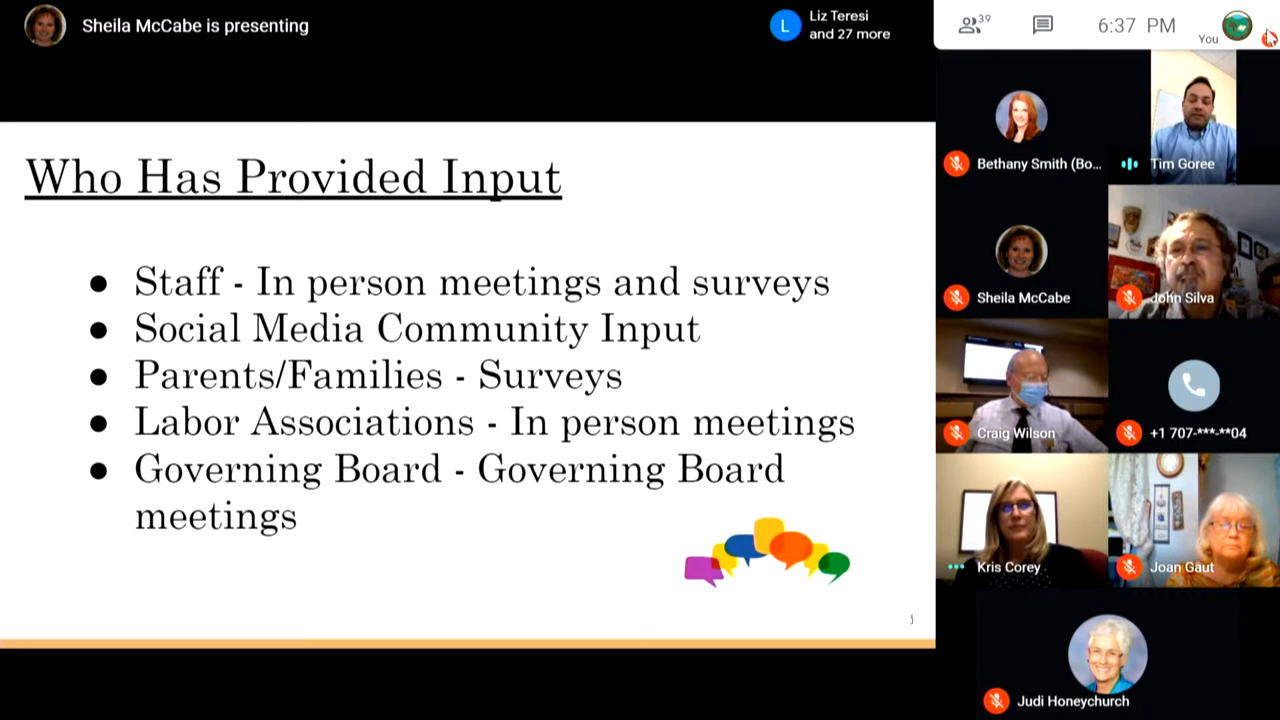 Sheila McCabe is presenting
L
Liz Teresi
and 27 more
39
6:37 PM
You
Who Has Provided Input
● Staff - In person meetings and surveys
● Social Media Community Input
● Parents/Families - Surveys
● Labor Associations - In person meetings
● Governing Board - Governing Board
meetings
Bethany Smith (Bo...
Tim Goree
Sheila McCabe
John Silva
Craig Wilson
+1 707-***-**04
Kris Corey
Joan Gaut
Judi Honeychurch